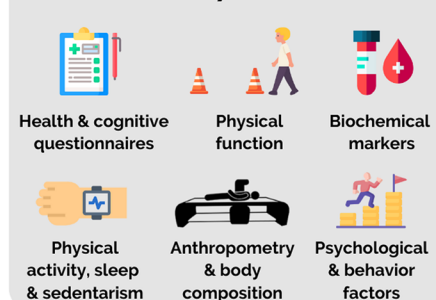 Health & cognitive
questionnaires
Physical
function
Biochemical
markers
Physical
activity, sleep
& sedentarism
Anthropometry
& body
composition
Psychological
& behavior
factors